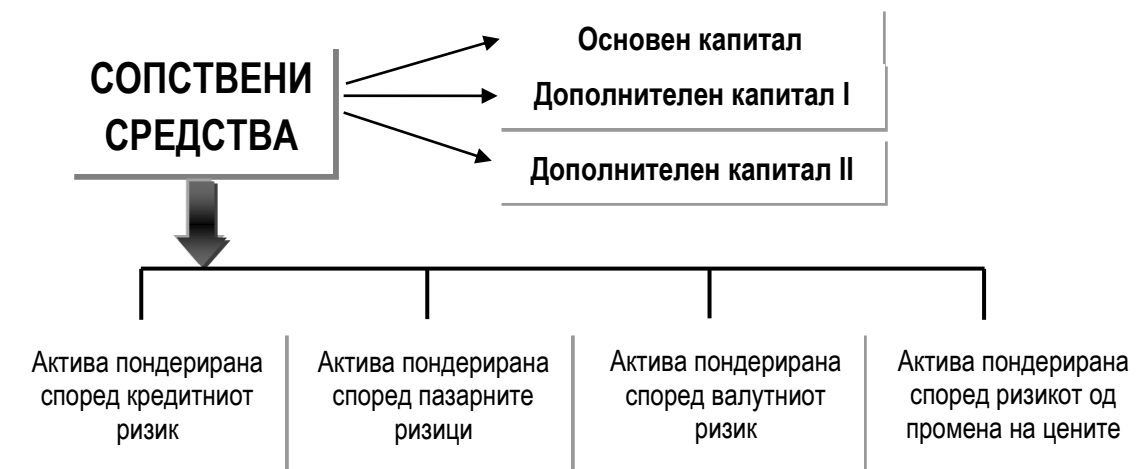 СОПСТВЕНИ
СРЕДСТВА
Основен капитал
Дополнителен капитал I
Дополнителен капитал II
Актива пондерирана
според кредитниот
ризик
Актива пондерирана
според пазарните
ризици
Актива пондерирана
според валутниот
ризик
Актива пондерирана
според ризикот од
промена на цените